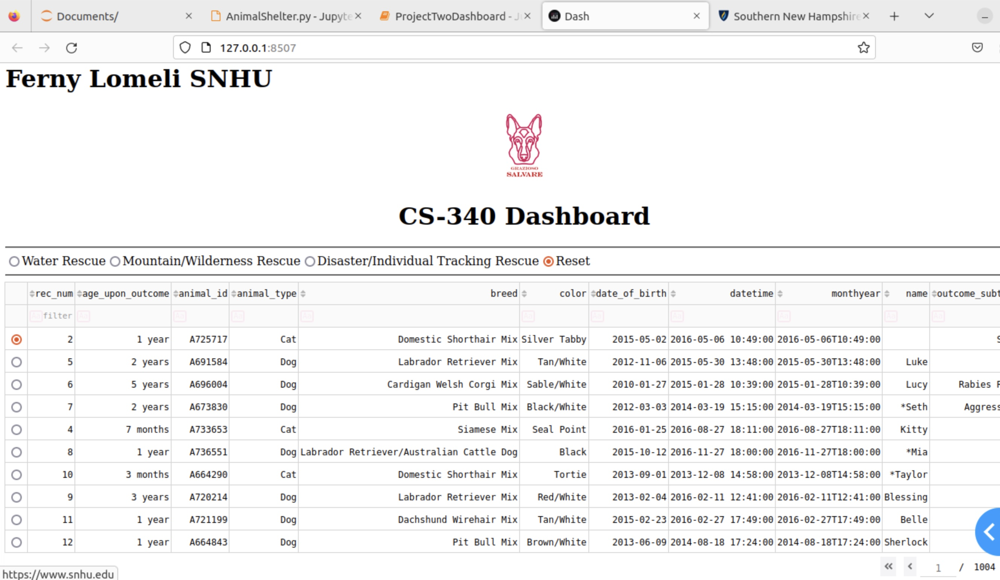 Documents/ AnimalShelter.py - Jupyte ProjectTwoDashboard - Ju Dash Southern New Hampshire
127.0.0.1:8507
Ferny Lomeli SNHU
GRAZIOSO
SALVARE
CS-340 Dashboard
Water Rescue Mountain/Wilderness Rescue Disaster/Individual Tracking Rescue Reset
rec_num age_upon_outcome animal_id animal_type breed color date_of_birth datetime monthyear name outcome_subt
Aa filter Aa Aa Aa Aa Aa Aa Aa Aa Aa Aa
2 1 year A725717 Cat Domestic Shorthair Mix Silver Tabby 2015-05-02 2016-05-06 10:49:00 2016-05-06T10:49:00 S
5 2 years A691584 Dog Labrador Retriever Mix Tan/White 2012-11-06 2015-05-30 13:48:00 2015-05-30T13:48:00 Luke
6 5 years A696004 Dog Cardigan Welsh Corgi Mix Sable/White 2010-01-27 2015-01-28 10:39:00 2015-01-28T10:39:00 Lucy Rabies R
7 2 years A673830 Dog Pit Bull Mix Black/White 2012-03-03 2014-03-19 15:15:00 2014-03-19T15:15:00 *Seth Aggress
4 7 months A733653 Cat Siamese Mix Seal Point 2016-01-25 2016-08-27 18:11:00 2016-08-27T18:11:00 Kitty
8 1 year A736551 Dog Labrador Retriever/Australian Cattle Dog Black 2015-10-12 2016-11-27 18:00:00 2016-11-27T18:00:00 *Mia
10 3 months A664290 Cat Domestic Shorthair Mix Tortie 2013-09-01 2013-12-08 14:58:00 2013-12-08T14:58:00 *Taylor
9 3 years A720214 Dog Labrador Retriever Mix Red/White 2013-02-04 2016-02-11 12:41:00 2016-02-11T12:41:00 Blessing
11 1 year A721199 Dog Dachshund Wirehair Mix Tan/White 2015-02-23 2016-02-27 17:49:00 2016-02-27T17:49:00 Belle
12 1 year A664843 Dog Pit Bull Mix Brown/White 2013-06-09 2014-08-18 17:24:00 2014-08-18T17:24:00 Sherlock
1 / 1004
https://www.snhu.edu